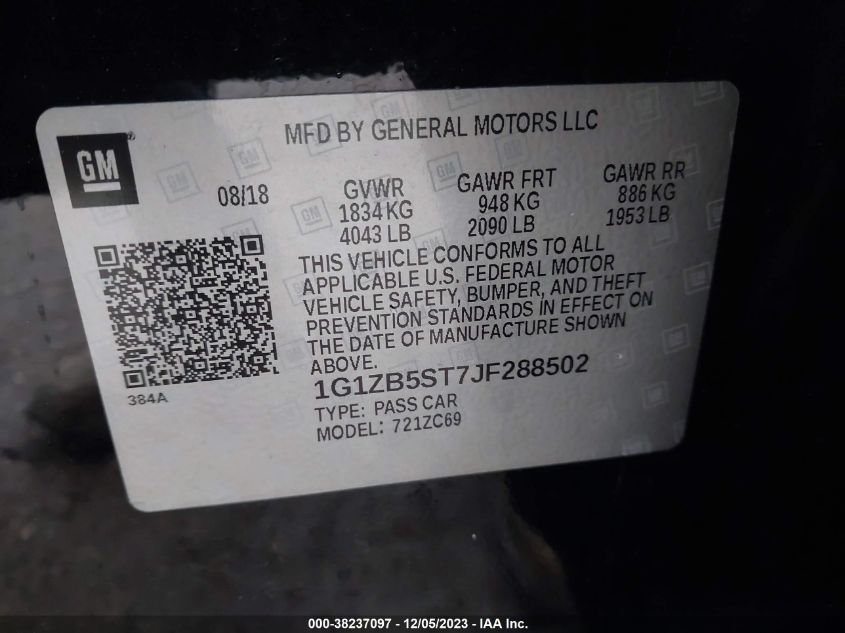 MFD BY GENERAL MOTORS LLC
GM
08/18
GVWR
1834 KG
4043 LB
GAWR FRT
948 KG
2090 LB
GAWR RR
886 KG
1953 LB
THIS VEHICLE CONFORMS TO ALL
APPLICABLE U.S. FEDERAL MOTOR
VEHICLE SAFETY, BUMPER, AND THEFT
PREVENTION STANDARDS IN EFFECT ON
THE DATE OF MANUFACTURE SHOWN
ABOVE.
1G1ZB5ST7JF288502
TYPE: PASS CAR
MODEL: 721ZC69
384A
000-38237097 - 12/05/2023 - IAA Inc.